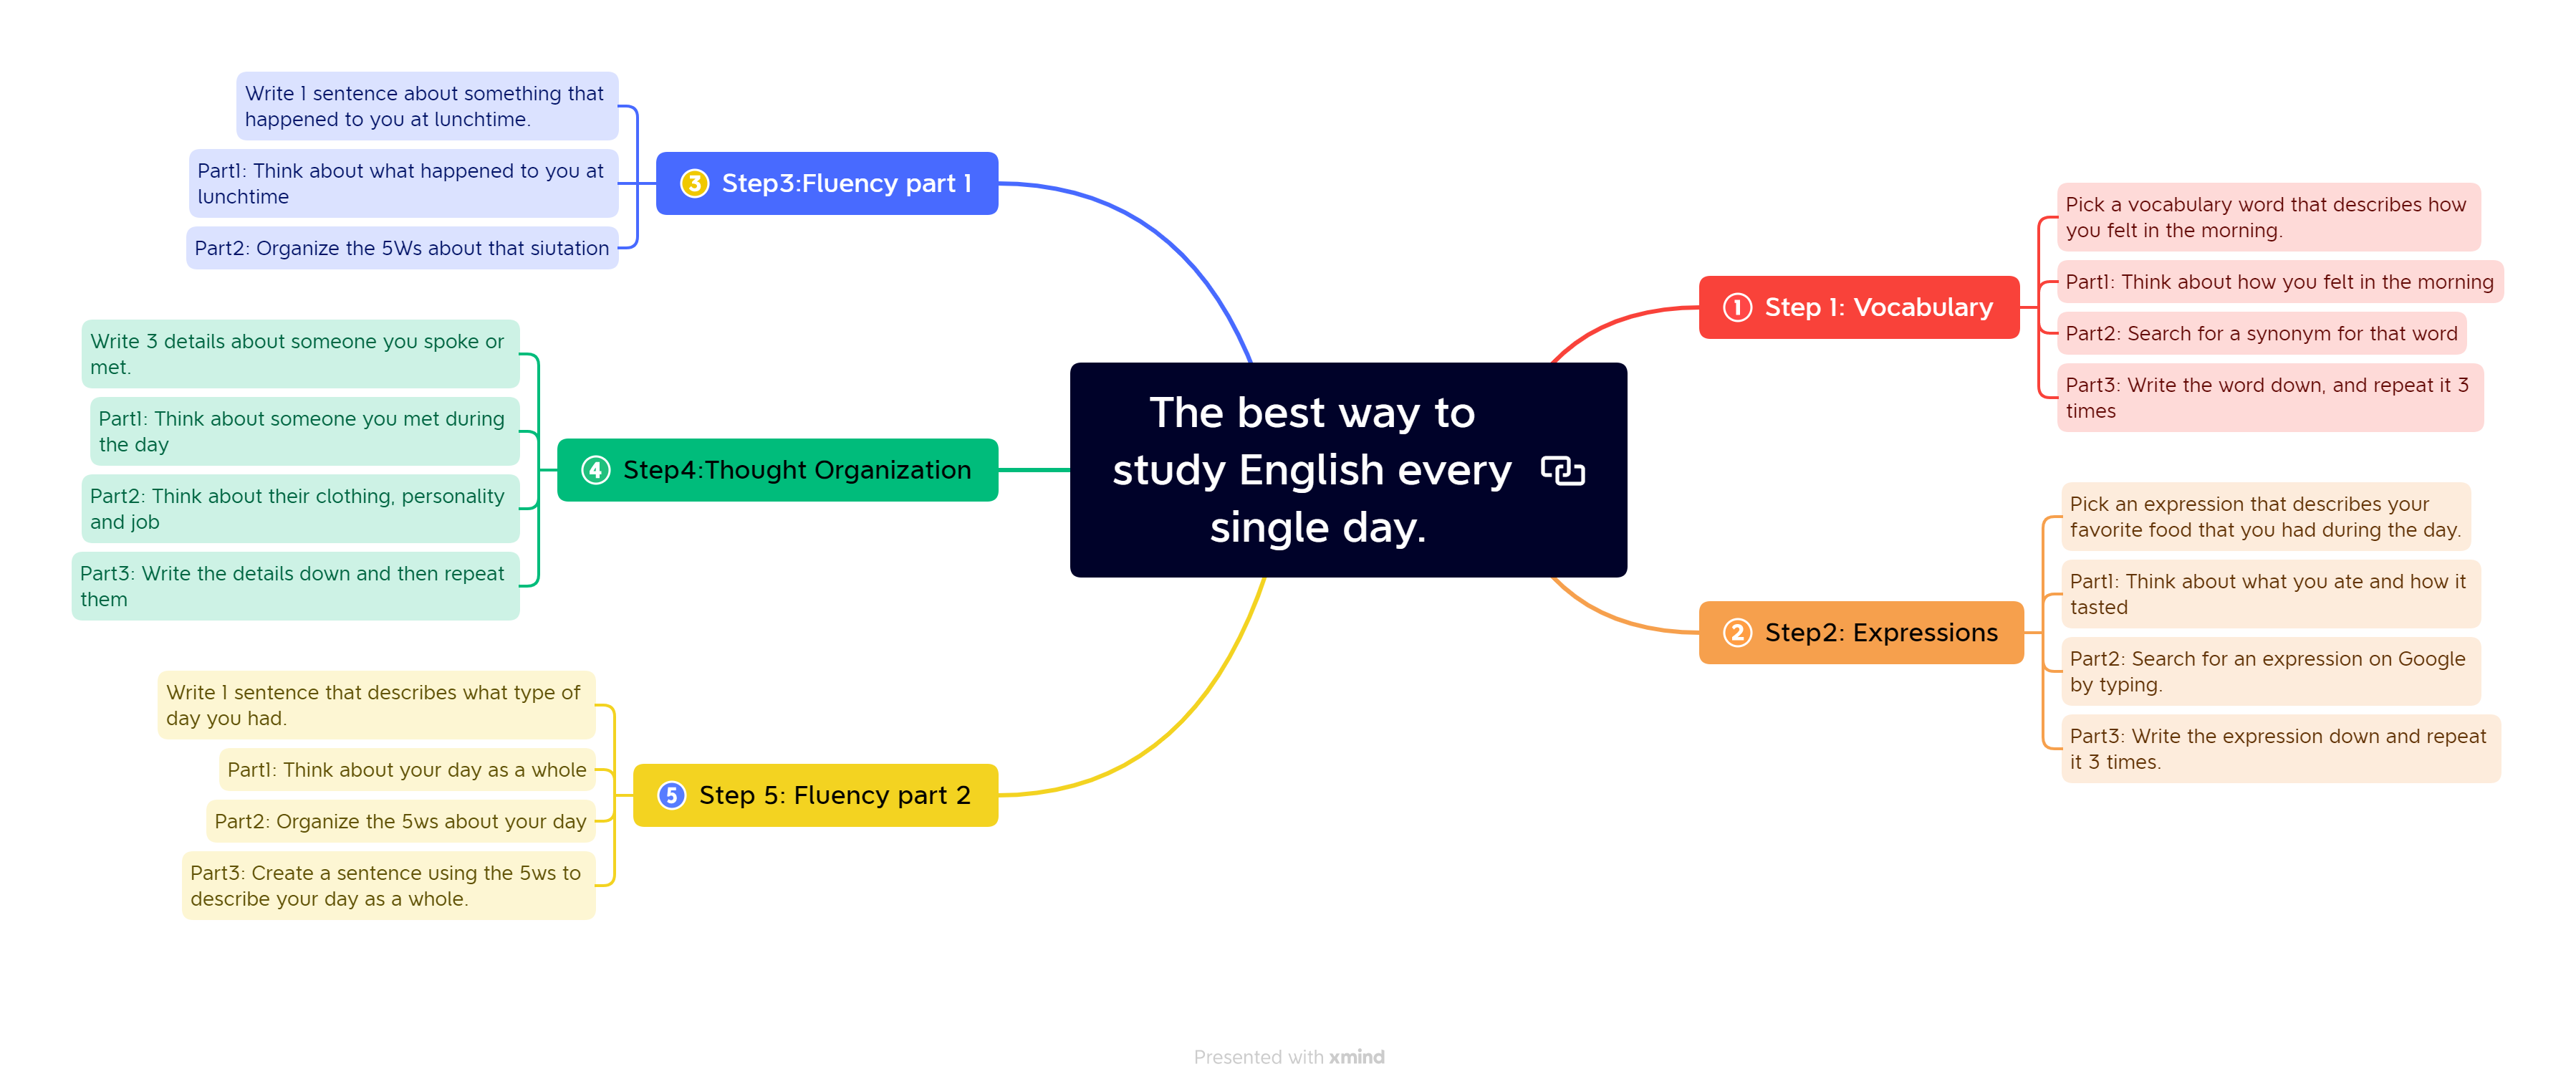 The best way to
study English every
single day.
1 Step 1: Vocabulary
Pick a vocabulary word that describes how
you felt in the morning.
Part1: Think about how you felt in the morning
Part2: Search for a synonym for that word
Part3: Write the word down, and repeat it 3
times
2 Step2: Expressions
Pick an expression that describes your
favorite food that you had during the day.
Part1: Think about what you ate and how it
tasted
Part2: Search for an expression on Google
by typing.
Part3: Write the expression down and repeat
it 3 times.
3 Step3:Fluency part 1
Write 1 sentence about something that
happened to you at lunchtime.
Part1: Think about what happened to you at
lunchtime
Part2: Organize the 5Ws about that siutation
4 Step4:Thought Organization
Write 3 details about someone you spoke or
met.
Part1: Think about someone you met during
the day
Part2: Think about their clothing, personality
and job
Part3: Write the details down and then repeat
them
5 Step 5: Fluency part 2
Write 1 sentence that describes what type of
day you had.
Part1: Think about your day as a whole
Part2: Organize the 5ws about your day
Part3: Create a sentence using the 5ws to
describe your day as a whole.
Presented with xmind